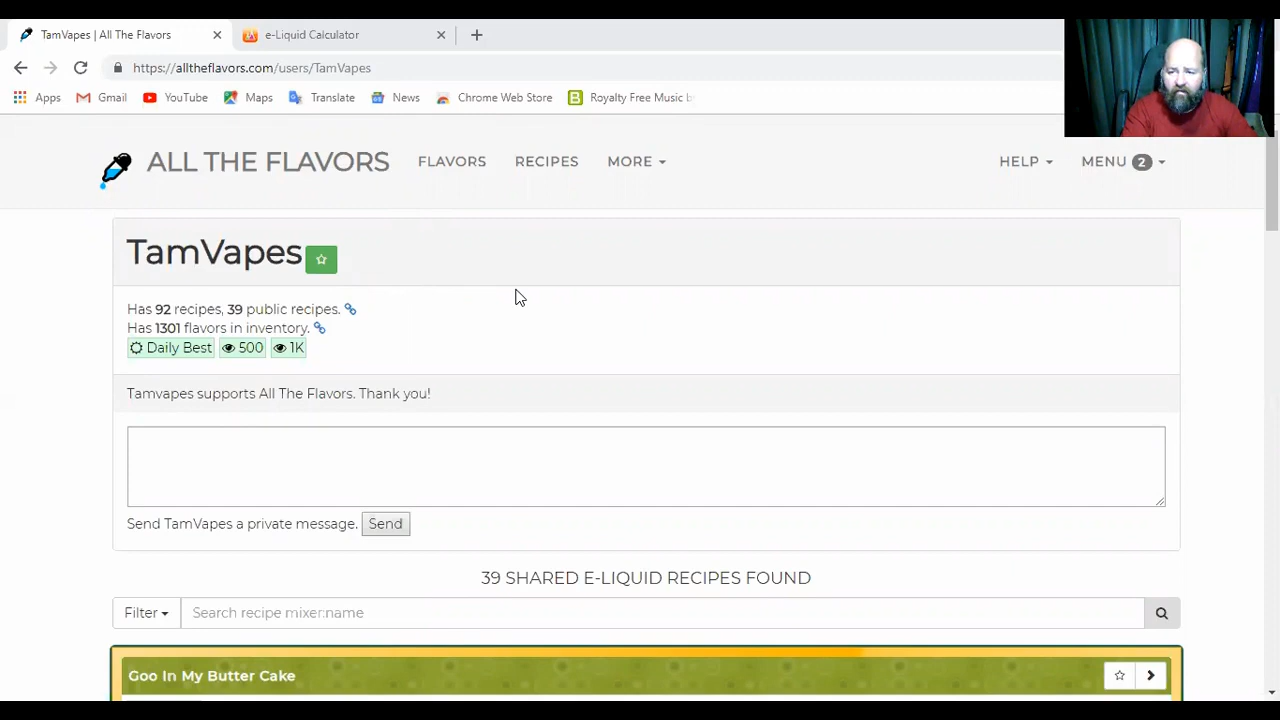 TamVapes | All The Flavors
e-Liquid Calculator
https://alltheflavors.com/users/TamVapes
Apps Gmail YouTube Maps Translate News Chrome Web Store Royalty Free Music by
ALL THE FLAVORS FLAVORS RECIPES MORE HELP MENU 2
TamVapes
Has 92 recipes, 39 public recipes.
Has 1301 flavors in inventory.
Daily Best 500 1K
Tamvapes supports All The Flavors. Thank you!
Send TamVapes a private message. Send
39 SHARED E-LIQUID RECIPES FOUND
Filter Search recipe mixer:name
Goo In My Butter Cake